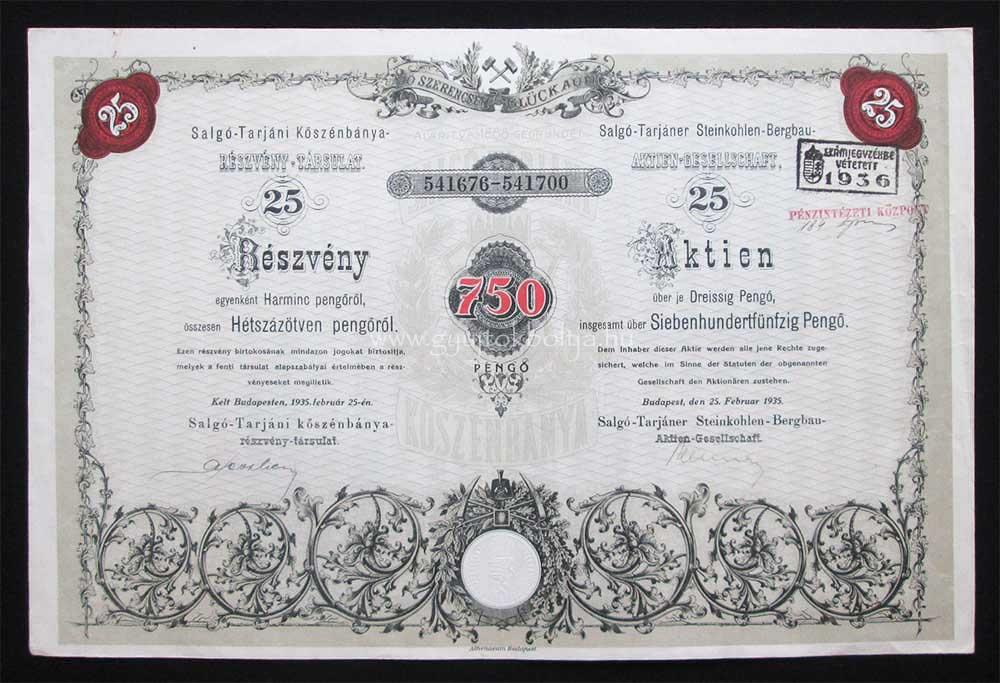 JÓ SZERENCSÉT
GLÜCK AUF
25
25
Salgó-Tarjáni Kőszénbánya-
RÉSZVÉNY-TÁRSULAT.
25
Részvény
egyenként Harminc pengőről,
összesen Hétszázötven pengőről.
Ezen részvény birtokosának mindazon jogokat biztosítja,
melyek a fenti társulat alapszabályai értelmében a rész-
vényeseket megilletik.
Kelt Budapesten, 1935. február 25-én.
Salgó-Tarjáni kőszénbánya-
részvény-társulat.
541676-541700
750
PENGŐ
KŐSZÉNBÁNYA
Salgó-Tarjáner Steinkohlen-Bergbau-
AKTIEN-GESELLSCHAFT.
25
Aktien
über je Dreissig Pengő,
insgesamt über Siebenhundertfünfzig Pengő.
Dem Inhaber dieser Aktie werden alle jene Rechte zuge-
sichert, welche im Sinne der Statuten der obgenannten
Gesellschaft den Aktionären zustehen.
Budapest, den 25. Februar 1935.
Salgó-Tarjáner Steinkohlen-Bergbau-
Aktien-Gesellschaft.
SZÁMJEGYZÉKBE
VÉTETETT
1936
PÉNZINTÉZETI KÖZPONT
www.gyujtokboltja.hu
Athenaeum Budapest